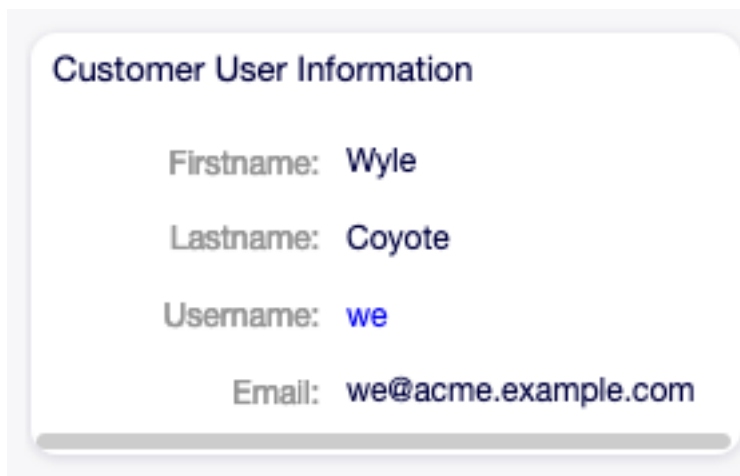 Customer User Information
Firstname: Wyle
Lastname: Coyote
Username: we
Email: we@acme.example.com